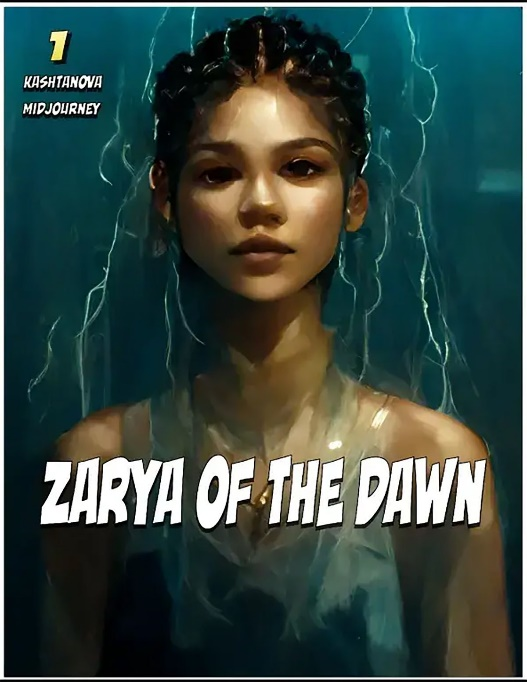 1
KASHTANOVA
MIDJOURNEY
ZARYA OF THE DAWN